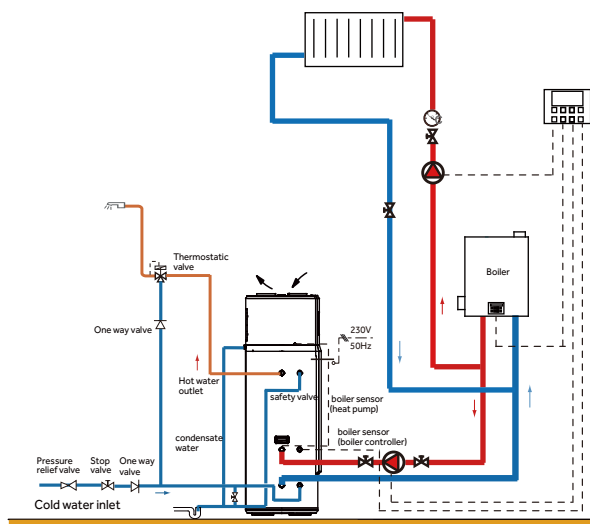 Boiler
Thermostatic
valve
One way valve
230V
50Hz
Hot water
outlet
safety valve
boiler sensor
(heat pump)
boiler sensor
(boiler controller)
condensate
water
Pressure
relief valve
Stop
valve
One way
valve
Cold water inlet